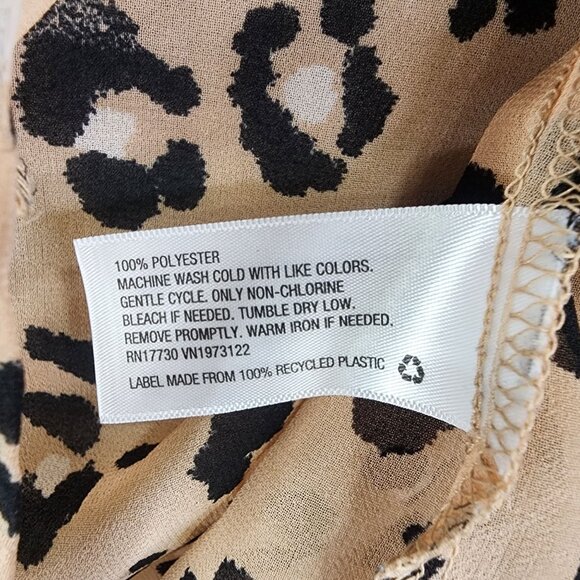 100% POLYESTER
MACHINE WASH COLD WITH LIKE COLORS.
GENTLE CYCLE. ONLY NON-CHLORINE
BLEACH IF NEEDED. TUMBLE DRY LOW.
REMOVE PROMPTLY. WARM IRON IF NEEDED.
RN17730 VN1973122
LABEL MADE FROM 100% RECYCLED PLASTIC